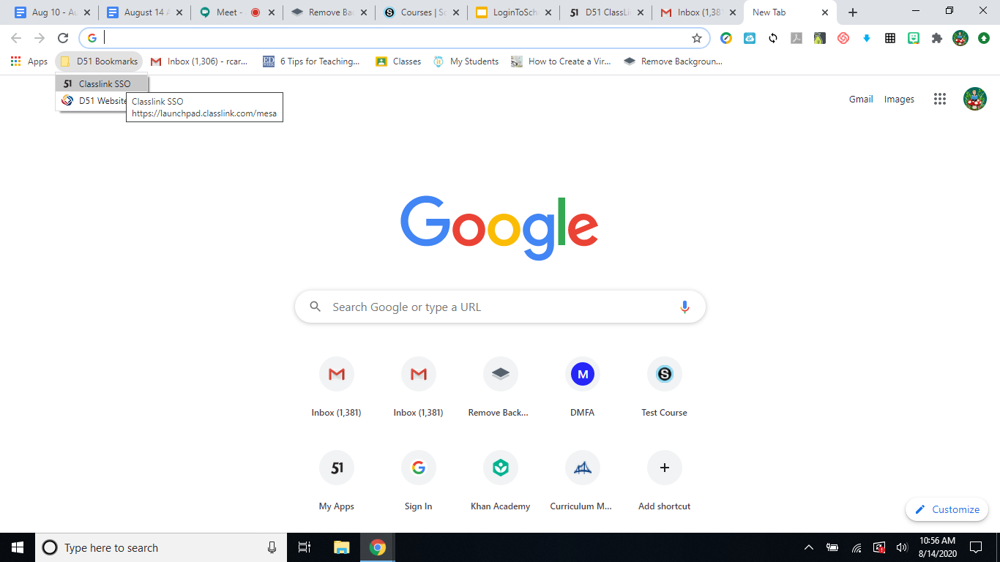 Aug 10 - Au
August 14 A
Meet -
Remove Bac
Courses | Sc
LoginToSch
D51 ClassLi
Inbox (1,38
New Tab
Apps
D51 Bookmarks
Inbox (1,306) - rcar...
6 Tips for Teaching...
Classes
My Students
How to Create a Vir...
Remove Backgroun...
51 Classlink SSO
D51 Website
Classlink SSO
https://launchpad.classlink.com/mesa
Gmail
Images
Google
Search Google or type a URL
Inbox (1,381)
Inbox (1,381)
Remove Back...
M
DMFA
S
Test Course
51
My Apps
G
Sign In
Khan Academy
Curriculum M...
Add shortcut
Customize
Type here to search
10:56 AM
8/14/2020